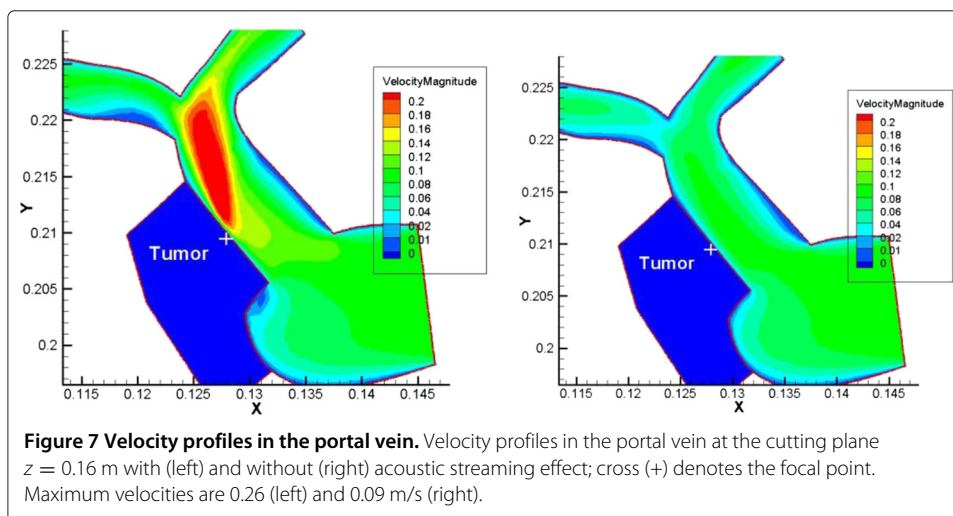 0.225
0.22
0.215
0.21
0.205
0.2
Y
0.115 0.12 0.125 0.13 0.135 0.14 0.145
X
Tumor
VelocityMagnitude
0.2
0.18
0.16
0.14
0.12
0.1
0.08
0.06
0.04
0.02
0.01
0
0.225
0.22
0.215
0.21
0.205
0.2
Y
0.115 0.12 0.125 0.13 0.135 0.14 0.145
X
Tumor
VelocityMagnitude
0.2
0.18
0.16
0.14
0.12
0.1
0.08
0.06
0.04
0.02
0.01
0
Figure 7 Velocity profiles in the portal vein. Velocity profiles in the portal vein at the cutting plane
z = 0.16 m with (left) and without (right) acoustic streaming effect; cross (+) denotes the focal point.
Maximum velocities are 0.26 (left) and 0.09 m/s (right).